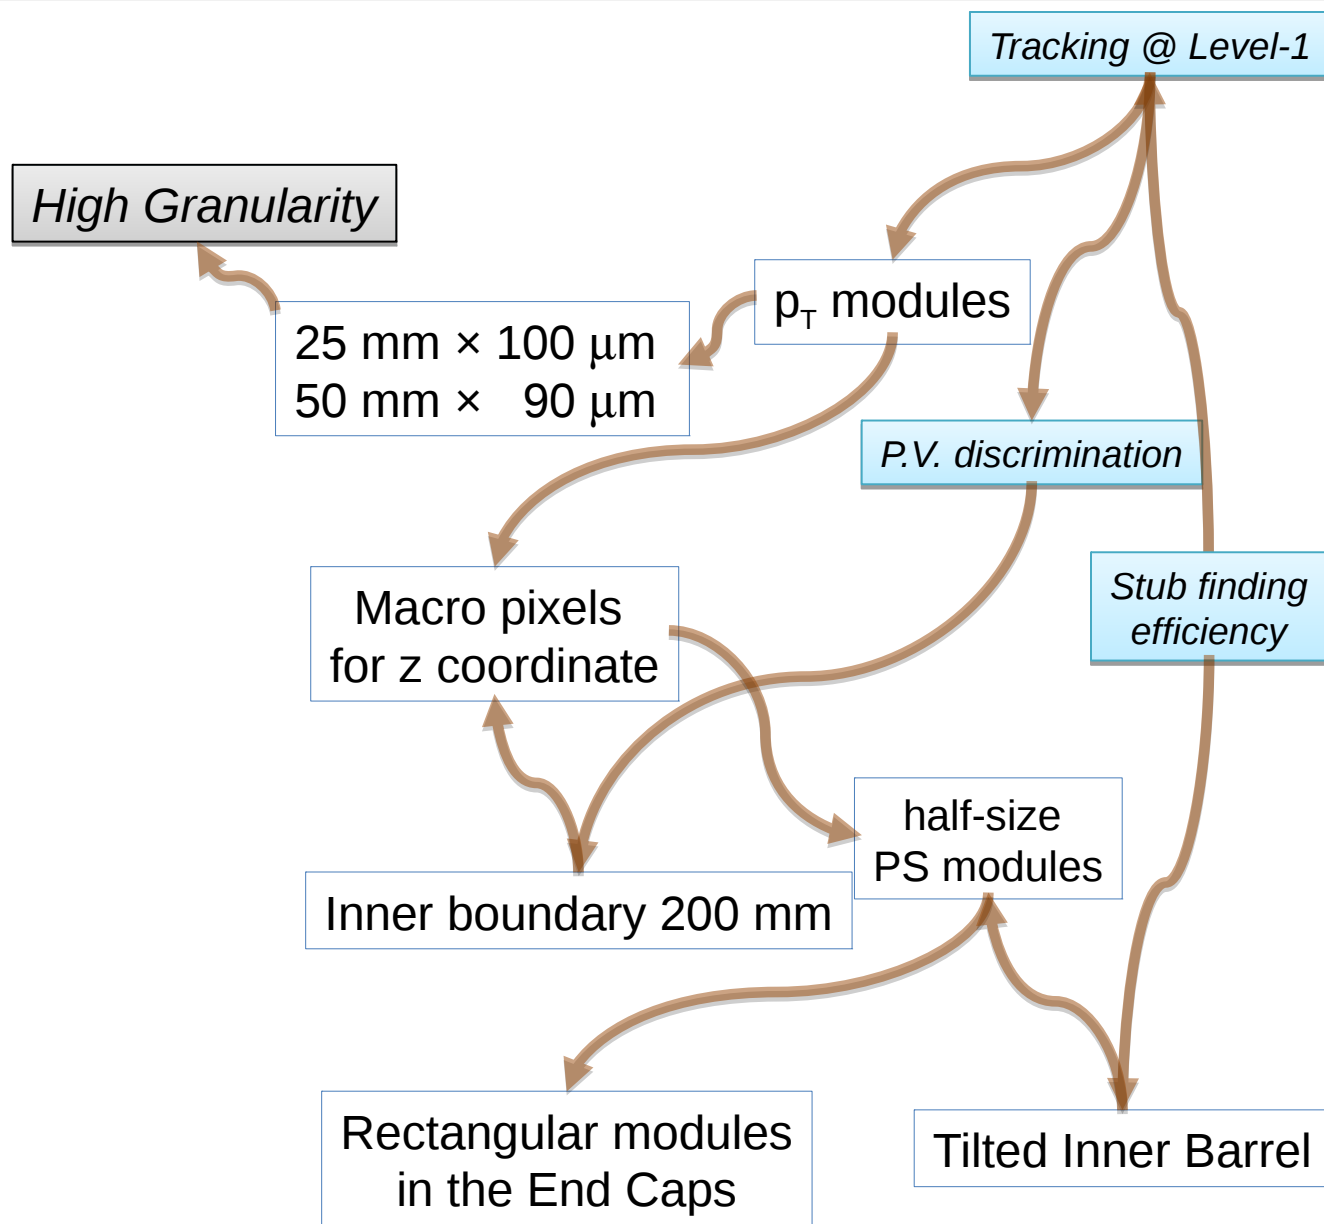 Tracking @ Level-1
High Granularity
p_T modules
25 mm × 100 μm
50 mm × 90 μm
P.V. discrimination
Stub finding
efficiency
Macro pixels
for z coordinate
half-size
PS modules
Inner boundary 200 mm
Rectangular modules
in the End Caps
Tilted Inner Barrel